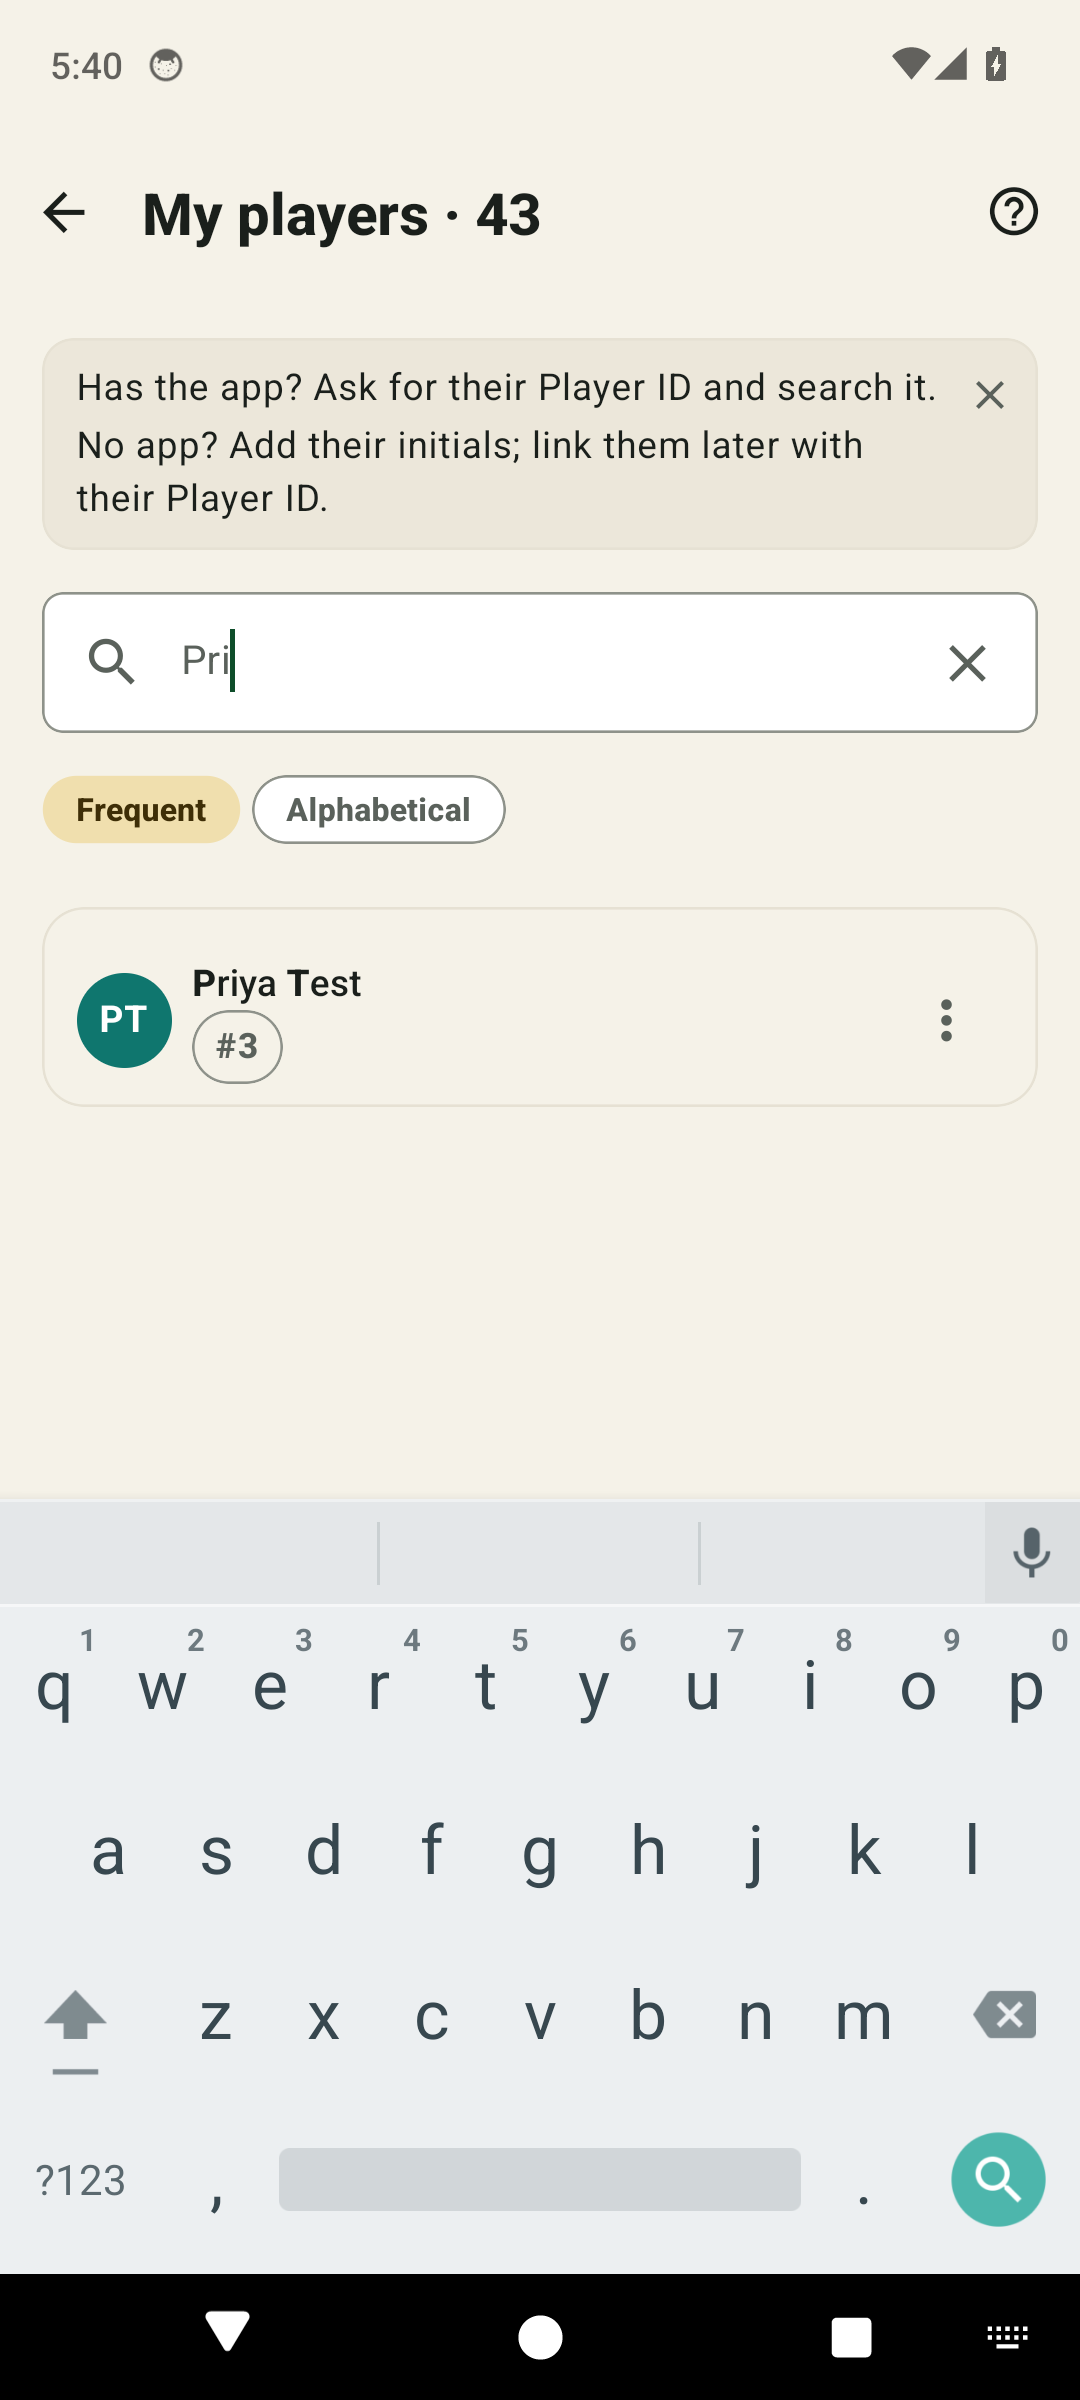 5:40
My players · 43
Has the app? Ask for their Player ID and search it.
No app? Add their initials; link them later with
their Player ID.
Pri
Frequent
Alphabetical
PT
Priya Test
#3
1 2 3 4 5 6 7 8 9 0
q w e r t y u i o p
a s d f g h j k l
z x c v b n m
?123 , .